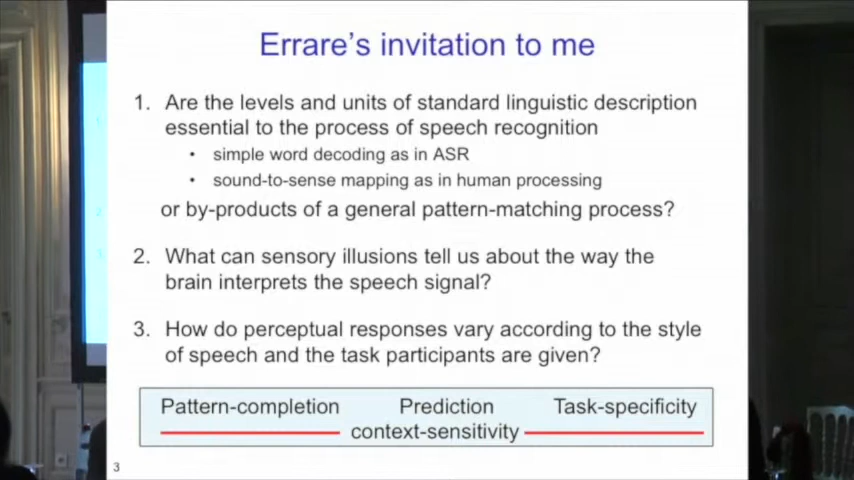 Errare's invitation to me
1. Are the levels and units of standard linguistic description
essential to the process of speech recognition
• simple word decoding as in ASR
• sound-to-sense mapping as in human processing
or by-products of a general pattern-matching process?
2. What can sensory illusions tell us about the way the
brain interprets the speech signal?
3. How do perceptual responses vary according to the style
of speech and the task participants are given?
Pattern-completion Prediction Task-specificity
context-sensitivity
3